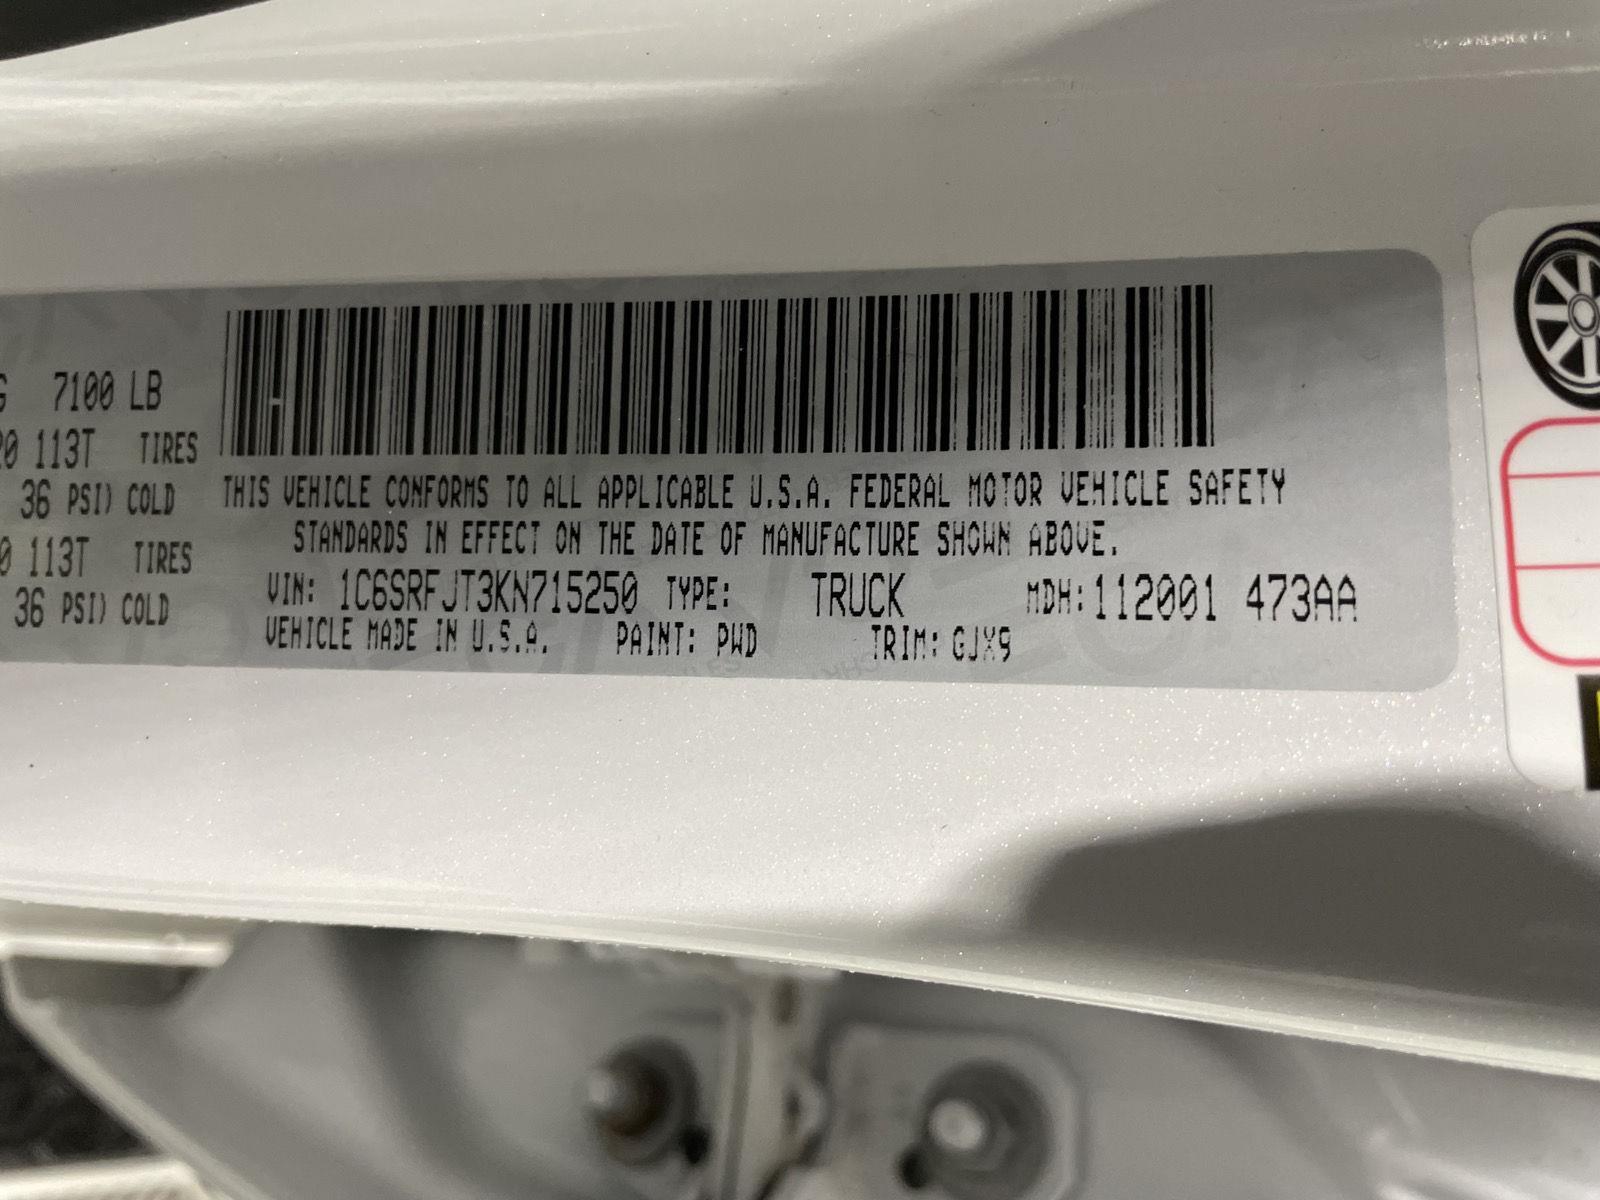 7100 LB
113T TIRES
36 PSI) COLD
113T TIRES
36 PSI) COLD
THIS VEHICLE CONFORMS TO ALL APPLICABLE U.S.A. FEDERAL MOTOR VEHICLE SAFETY
STANDARDS IN EFFECT ON THE DATE OF MANUFACTURE SHOWN ABOVE.
VIN: 1C6SRFJT3KN715250 TYPE: TRUCK MDH: 112001 473AA
VEHICLE MADE IN U.S.A. PAINT: PWD TRIM: GJX9